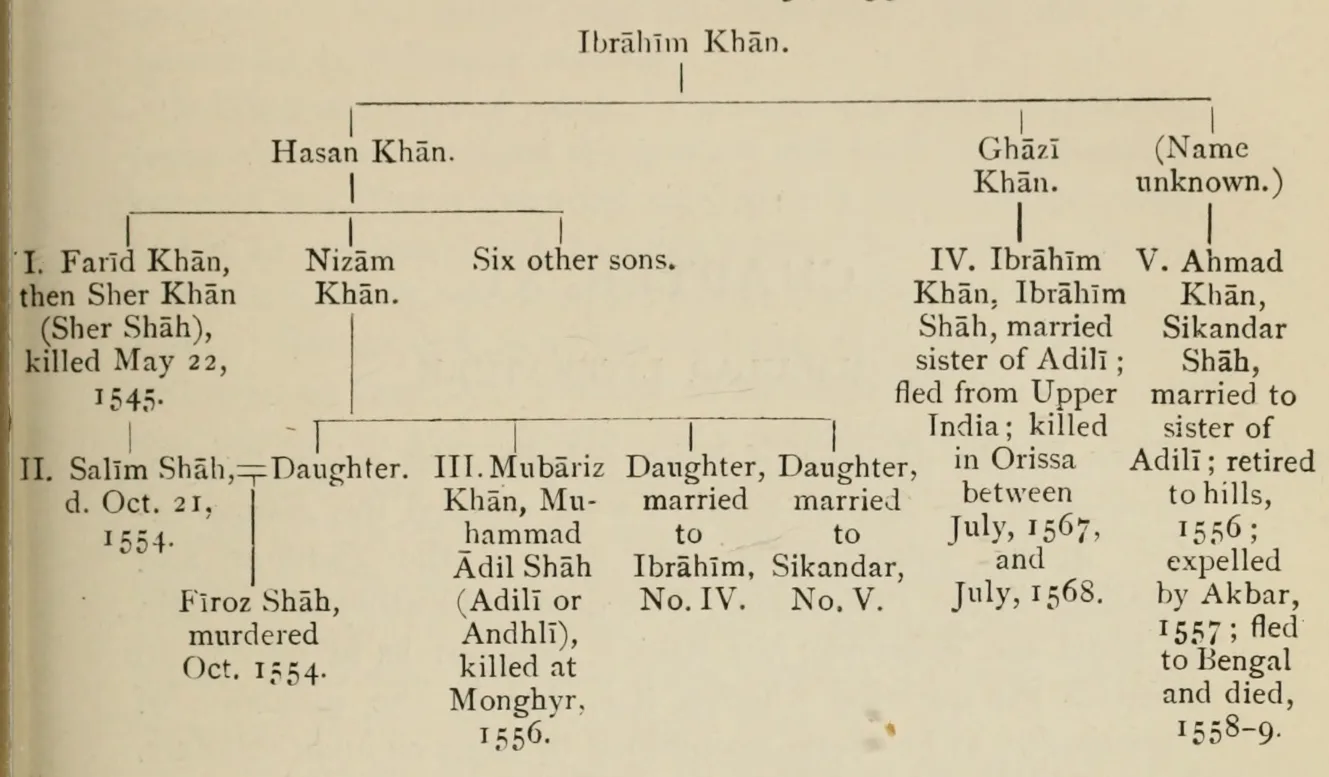 Ibrāhīm Khān.
Hasan Khān.
Ghāzī
Khān.
(Name
unknown.)
I. Farīd Khān,
then Sher Khān
(Sher Shāh),
killed May 22,
1545.
Nizām
Khān.
Six other sons.
IV. Ibrāhīm
Khān, Ibrāhīm
Shāh, married
sister of Adilī ;
fled from Upper
India ; killed
in Orissa
between
July, 1567,
and
July, 1568.
V. Ahmad
Khān,
Sikandar
Shāh,
married to
sister of
Adilī ; retired
to hills,
1556 ;
expelled
by Akbar,
1557 ; fled
to Bengal
and died,
1558-9.
II. Salīm Shāh,
d. Oct. 21,
1554.
Daughter.
Fīroz Shāh,
murdered
Oct. 1554.
III. Mubāriz
Khān, Mu-
hammad
Ādil Shāh
(Adilī or
Andhlī),
killed at
Monghyr,
1556.
Daughter,
married
to
Ibrāhīm,
No. IV.
Daughter,
married
to
Sikandar,
No. V.